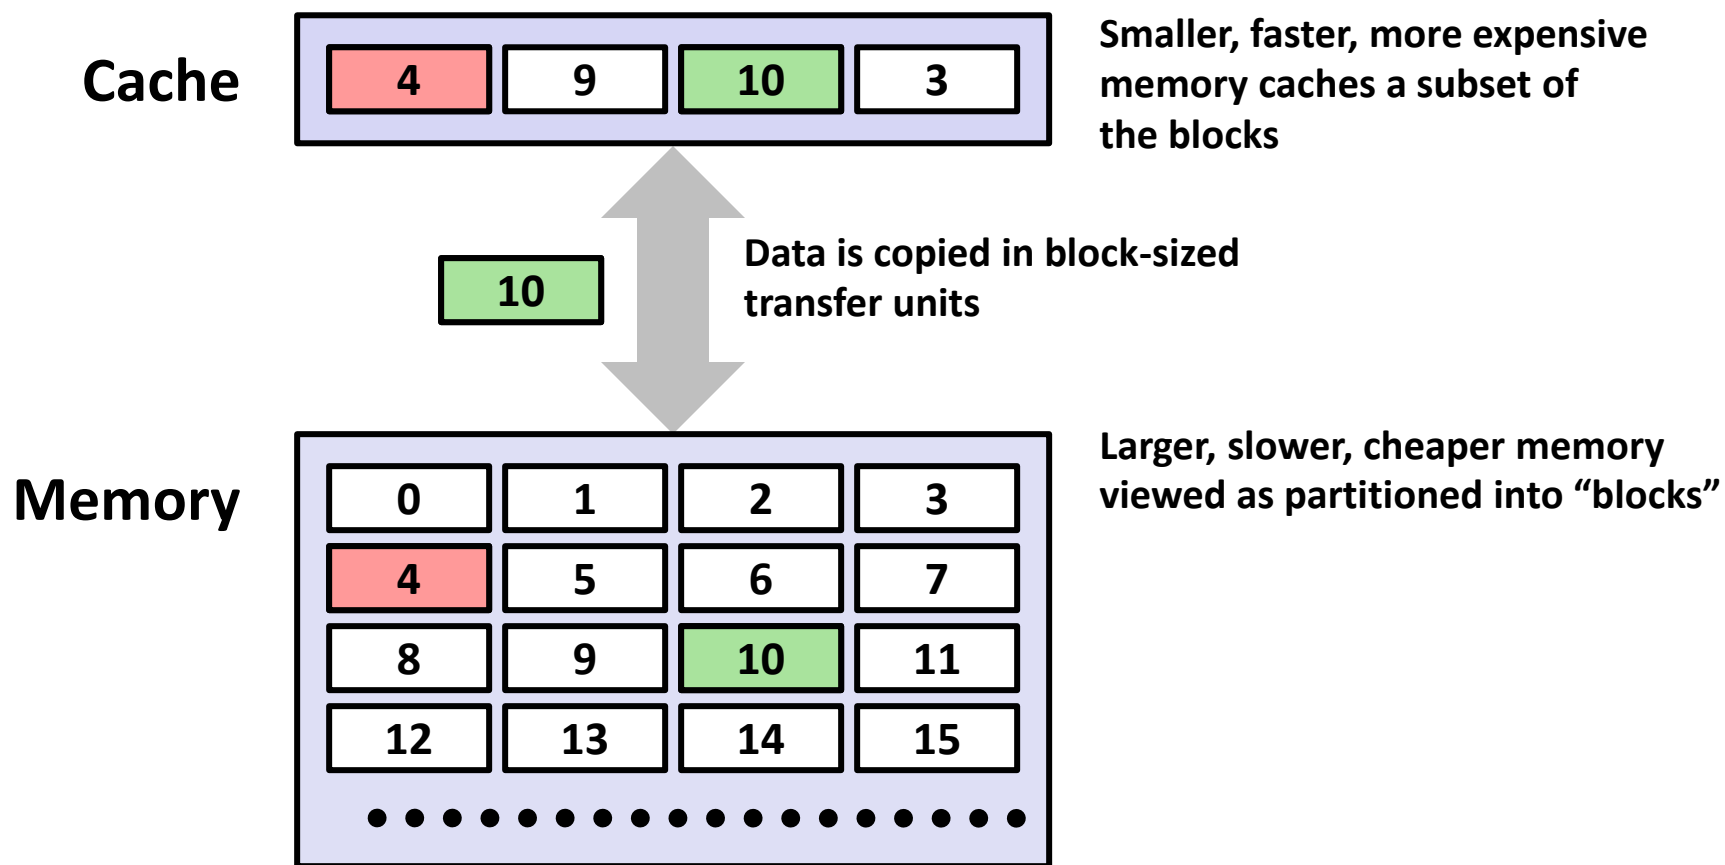 Cache
4 9 10 3
Smaller, faster, more expensive
memory caches a subset of
the blocks
10
Data is copied in block-sized
transfer units
Memory
0 1 2 3
4 5 6 7
8 9 10 11
12 13 14 15
Larger, slower, cheaper memory
viewed as partitioned into “blocks”